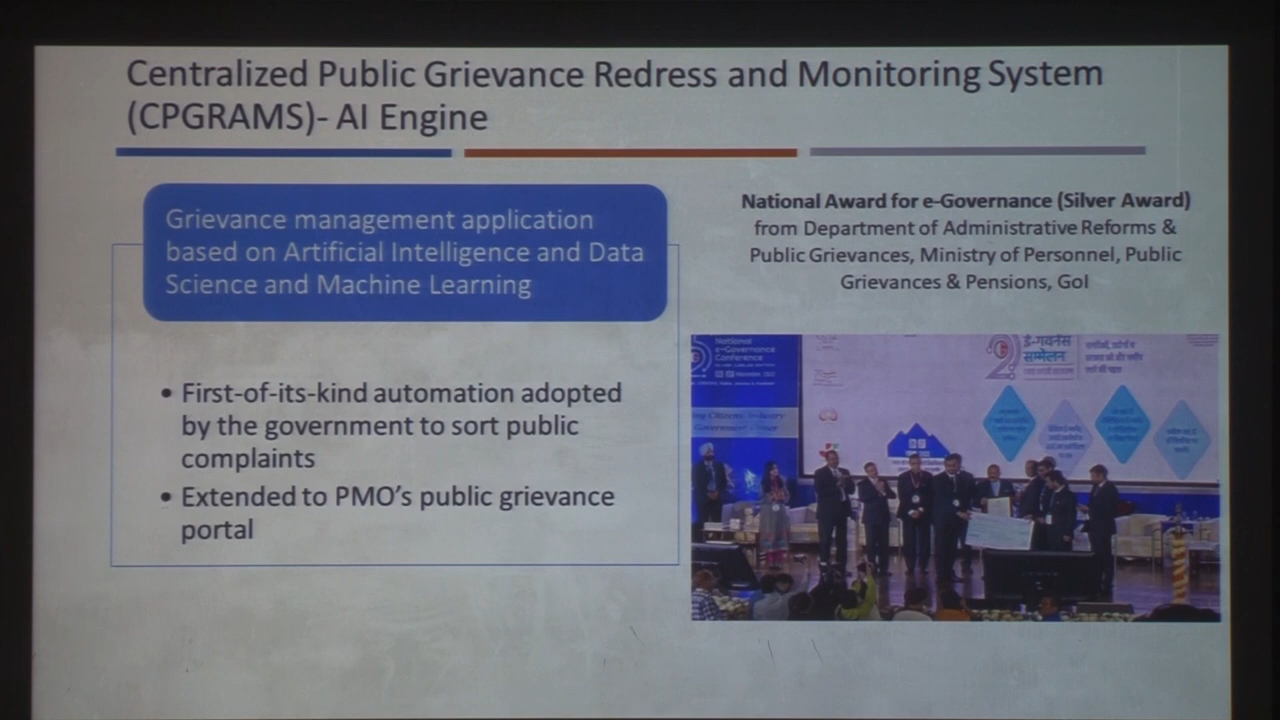 Centralized Public Grievance Redress and Monitoring System
(CPGRAMS)- AI Engine
Grievance management application
based on Artificial Intelligence and Data
Science and Machine Learning
• First-of-its-kind automation adopted
by the government to sort public
complaints
• Extended to PMO’s public grievance
portal
National Award for e-Governance (Silver Award)
from Department of Administrative Reforms &
Public Grievances, Ministry of Personnel, Public
Grievances & Pensions, GoI
National
e-Governance
Conference
ई-गवर्नेंस
सम्मेलन